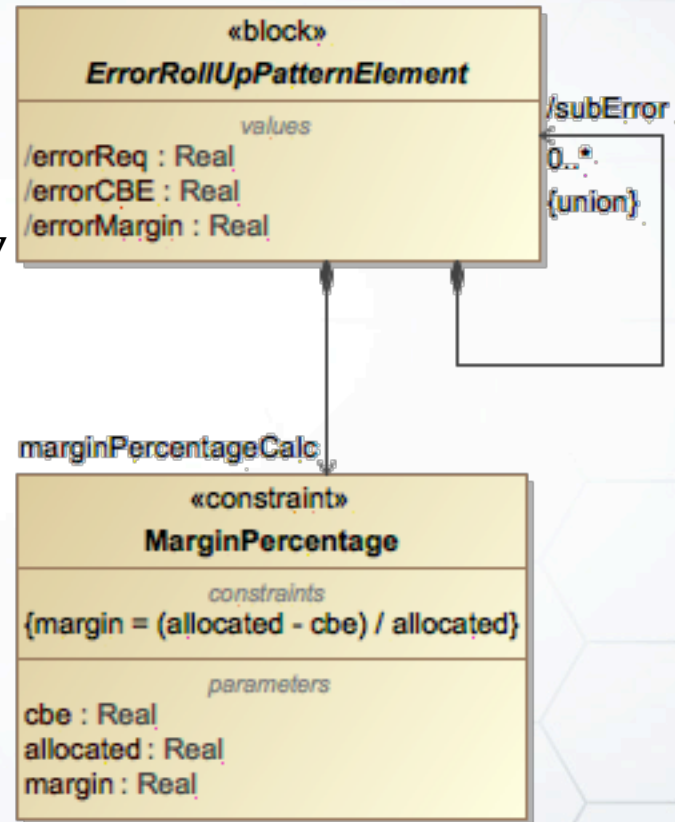 «block»
ErrorRollUpPatternElement
values
/errorReq : Real
/errorCBE : Real
/errorMargin : Real
/subError
0..*
{union}
y
marginPercentageCalc
«constraint»
MarginPercentage
constraints
{margin = (allocated - cbe) / allocated}
parameters
cbe : Real
allocated : Real
margin : Real